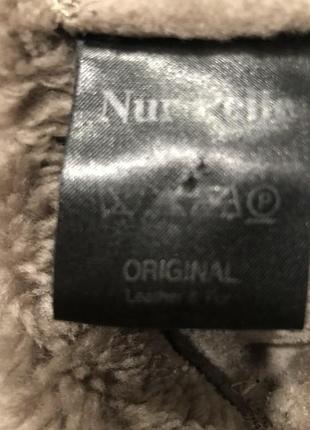 Nur
P
ORIGINAL
Leather & Fur